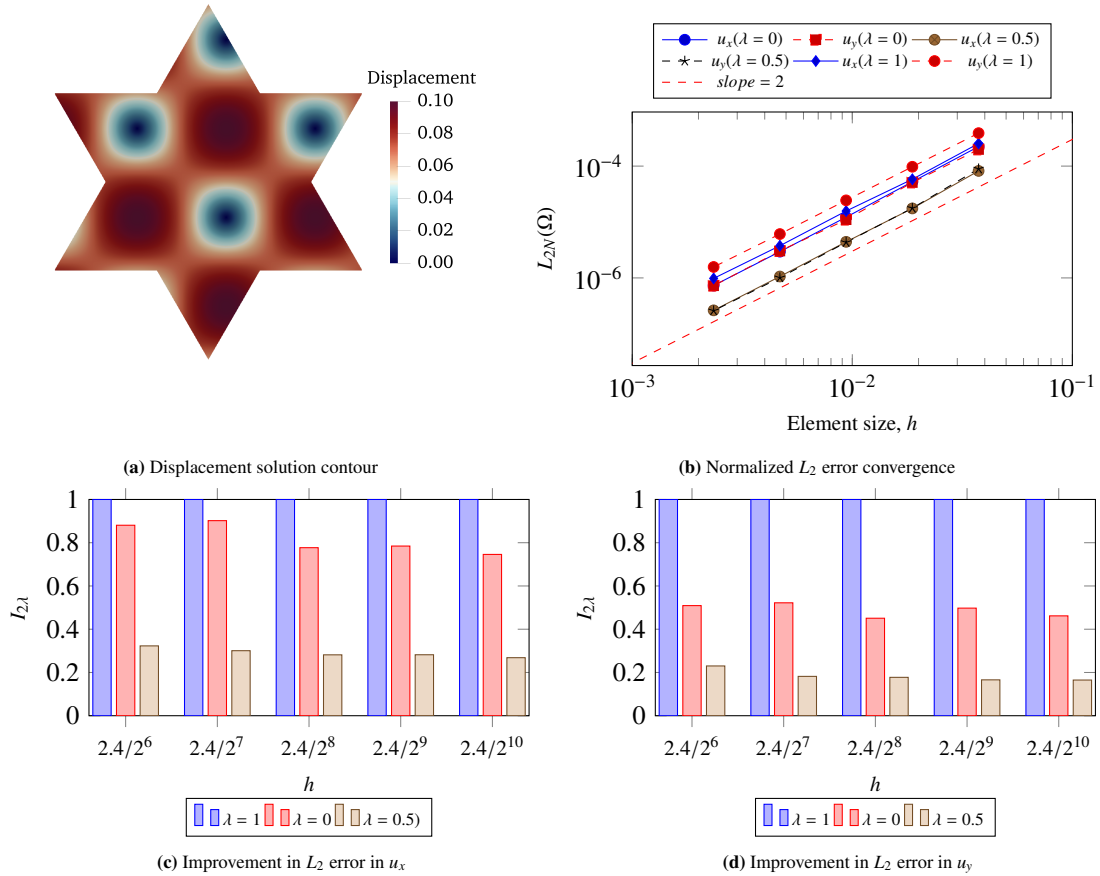 Displacement
0.10
0.08
0.06
0.04
0.02
0.00
(a) Displacement solution contour
u_x(λ = 0) u_y(λ = 0) u_x(λ = 0.5)
u_y(λ = 0.5) u_x(λ = 1) u_y(λ = 1)
slope = 2
L_{2N}(Ω)
10^{-4}
10^{-6}
10^{-3} 10^{-2} 10^{-1}
Element size, h
(b) Normalized L_2 error convergence
I_{2λ}
1
0.8
0.6
0.4
0.2
0
2.4/2^6 2.4/2^7 2.4/2^8 2.4/2^9 2.4/2^{10}
h
λ = 1 λ = 0 λ = 0.5)
(c) Improvement in L_2 error in u_x
I_{2λ}
1
0.8
0.6
0.4
0.2
0
2.4/2^6 2.4/2^7 2.4/2^8 2.4/2^9 2.4/2^{10}
h
λ = 1 λ = 0 λ = 0.5
(d) Improvement in L_2 error in u_y